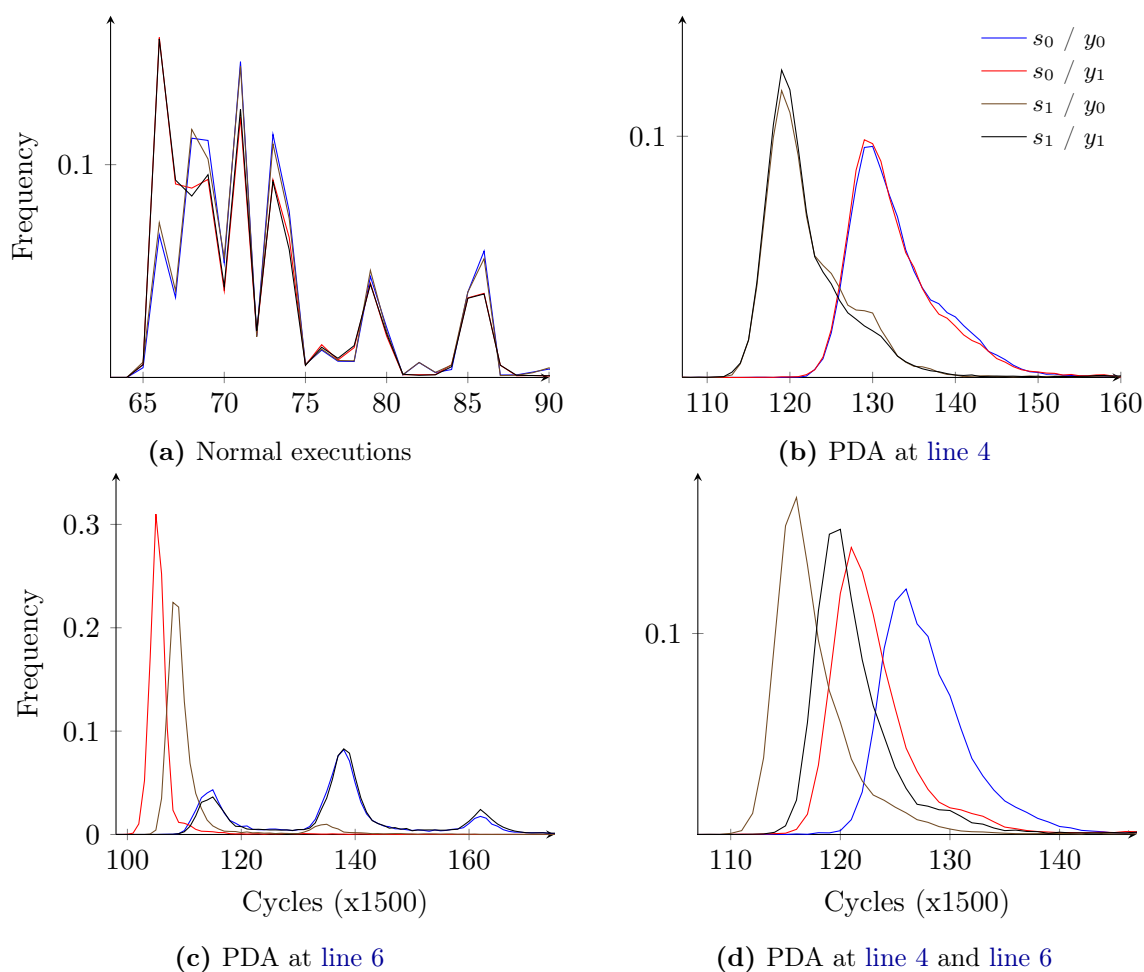 Frequency
0.1
65 70 75 80 85 90
(a) Normal executions
0.1
s₀ / y₀
s₀ / y₁
s₁ / y₀
s₁ / y₁
110 120 130 140 150 160
(b) PDA at line 4
Frequency
0.3
0.2
0.1
0
100 120 140 160
Cycles (x1500)
(c) PDA at line 6
0.1
110 120 130 140
Cycles (x1500)
(d) PDA at line 4 and line 6